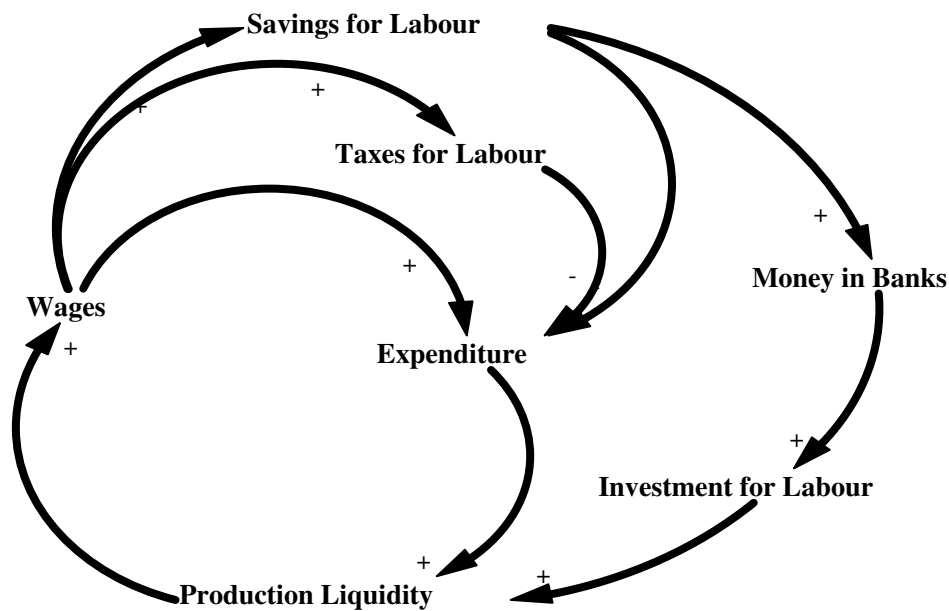 Savings for Labour
+
+
Taxes for Labour
+
+
-
Money in Banks
Wages
+
Expenditure
+
Investment for Labour
+
+
Production Liquidity